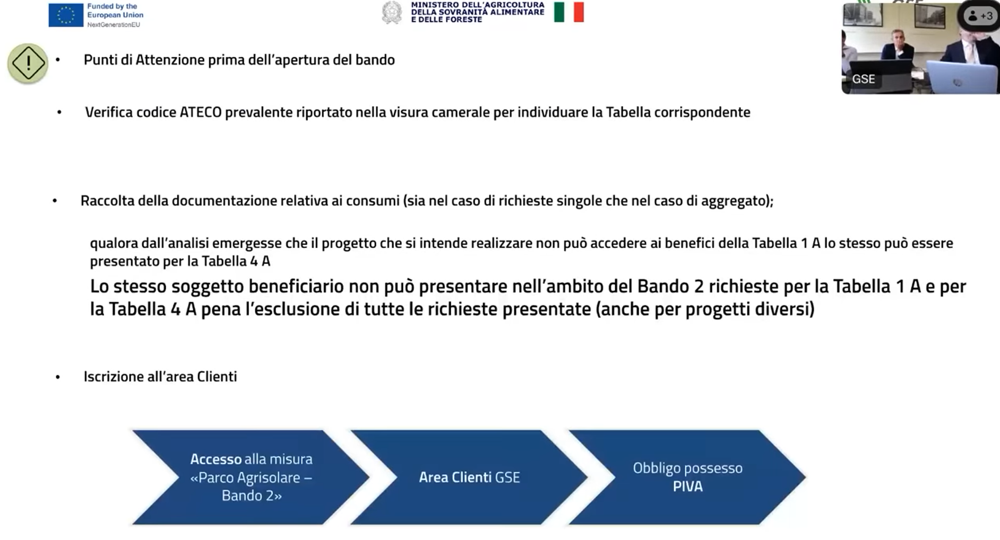 Funded by the
European Union
NextGenerationEU
MINISTERO DELL'AGRICOLTURA
DELLA SOVRANITÀ ALIMENTARE
E DELLE FORESTE
+3
GSE
• Punti di Attenzione prima dell'apertura del bando
• Verifica codice ATECO prevalente riportato nella visura camerale per individuare la Tabella corrispondente
• Raccolta della documentazione relativa ai consumi (sia nel caso di richieste singole che nel caso di aggregato);
qualora dall'analisi emergesse che il progetto che si intende realizzare non può accedere ai benefici della Tabella 1 A lo stesso può essere
presentato per la Tabella 4 A
Lo stesso soggetto beneficiario non può presentare nell'ambito del Bando 2 richieste per la Tabella 1 A e per
la Tabella 4 A pena l'esclusione di tutte le richieste presentate (anche per progetti diversi)
• Iscrizione all'area Clienti
Accesso alla misura
«Parco Agrisolare –
Bando 2»
Area Clienti GSE
Obbligo possesso
PIVA